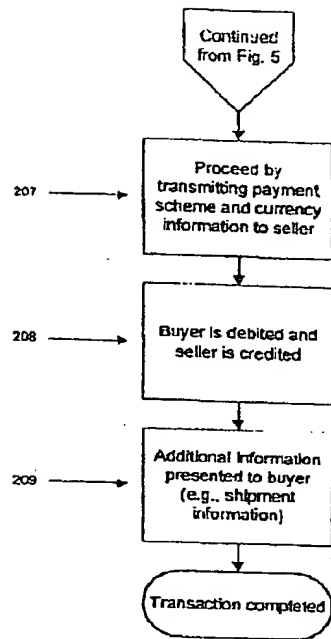 Continued
from Fig. 5
207
Proceed by
transmitting payment
scheme and currency
information to seller
208
Buyer is debited and
seller is credited
209
Additional Information
presented to buyer
(e.g., shipment
information)
Transaction completed